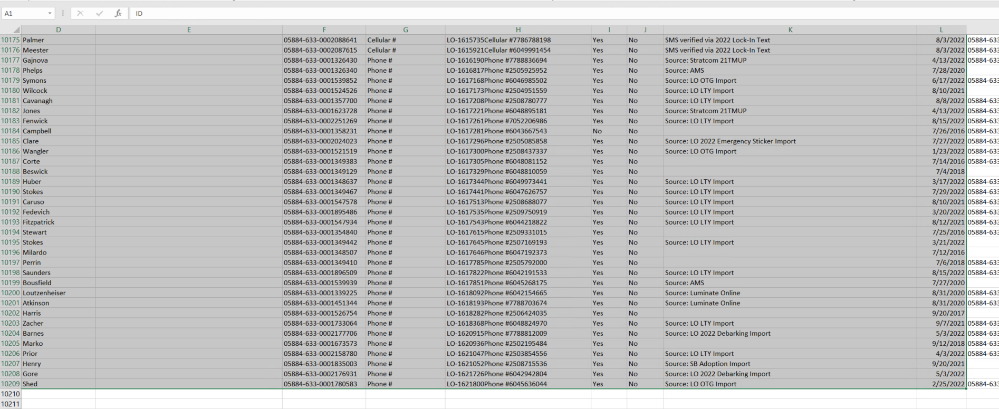 A1 fx ID
D E F G H I J K L
10175 Palmer 05884-633-0002088641 Cellular # LO-1615735Cellular #7786788198 Yes No SMS verified via 2022 Lock-In Text 8/3/2022 05884-633
10176 Meester 05884-633-0002087615 Cellular # LO-1615921Cellular #6049991454 Yes No SMS verified via 2022 Lock-In Text 8/3/2022 05884-633
10177 Gajnova 05884-633-0001326430 Phone # LO-1616190Phone #7788836694 Yes No Source: Stratcom 21TMUP 4/13/2022 05884-633
10178 Phelps 05884-633-0001326340 Phone # LO-1616817Phone #2505925952 Yes No Source: AMS 7/28/2020
10179 Symons 05884-633-0001539852 Phone # LO-1617168Phone #6046985502 Yes No Source: LO OTG Import 6/17/2022 05884-633
10180 Wilcock 05884-633-0001524526 Phone # LO-1617173Phone #2504951559 Yes No Source: LO LTY Import 8/10/2021
10181 Cavanagh 05884-633-0001357700 Phone # LO-1617208Phone #2508780777 Yes No Source: LO LTY Import 8/8/2022 05884-633
10182 Jones 05884-633-0001623728 Phone # LO-1617221Phone #6048895181 Yes No Source: Stratcom 21TMUP 4/13/2022 05884-633
10183 Fenwick 05884-633-0002251269 Phone # LO-1617261Phone #7052206986 Yes No Source: LO LTY Import 8/15/2022 05884-633
10184 Campbell 05884-633-0001358231 Phone # LO-1617281Phone #6043667543 No No 7/26/2016 05884-633
10185 Clare 05884-633-0002024023 Phone # LO-1617296Phone #2505085858 Yes No Source: LO 2022 Emergency Sticker Import 7/27/2022 05884-633
10186 Wangler 05884-633-0001521519 Phone # LO-1617300Phone #2508437337 Yes No Source: LO OTG Import 1/23/2022 05884-633
10187 Corte 05884-633-0001349383 Phone # LO-1617305Phone #6048081152 Yes No 7/14/2016 05884-633
10188 Beswick 05884-633-0001349129 Phone # LO-1617329Phone #6048810059 Yes No 7/4/2018
10189 Huber 05884-633-0001348637 Phone # LO-1617344Phone #6049973441 Yes No Source: LO LTY Import 3/17/2022 05884-633
10190 Stokes 05884-633-0001349467 Phone # LO-1617441Phone #6047626757 Yes No Source: LO LTY Import 7/29/2022 05884-633
10191 Caruso 05884-633-0001547578 Phone # LO-1617513Phone #2508688077 Yes No Source: LO LTY Import 8/10/2021 05884-633
10192 Fedevich 05884-633-0001895486 Phone # LO-1617535Phone #2509750919 Yes No Source: LO LTY Import 3/20/2022 05884-633
10193 Fitzpatrick 05884-633-0001547934 Phone # LO-1617543Phone #6044218822 Yes No Source: LO LTY Import 8/12/2021 05884-633
10194 Stewart 05884-633-0001354840 Phone # LO-1617615Phone #2509331015 Yes No 7/25/2016 05884-633
10195 Stokes 05884-633-0001349442 Phone # LO-1617645Phone #2507169193 Yes No Source: LO LTY Import 3/21/2022
10196 Milardo 05884-633-0001348507 Phone # LO-1617646Phone #6047192373 Yes No 7/12/2016
10197 Perrin 05884-633-0001349410 Phone # LO-1617785Phone #2505792000 Yes No 7/6/2018 05884-633
10198 Saunders 05884-633-0001896509 Phone # LO-1617822Phone #6042191533 Yes No Source: LO LTY Import 8/15/2022 05884-633
10199 Bousfield 05884-633-0001539939 Phone # LO-1617851Phone #6045268175 Yes No Source: AMS 7/27/2020
10200 Loutzenheiser 05884-633-0001339225 Phone # LO-1618092Phone #6042154665 Yes No Source: Luminate Online 8/31/2020 05884-633
10201 Atkinson 05884-633-0001451344 Phone # LO-1618193Phone #7788703674 Yes No Source: Luminate Online 8/31/2020 05884-633
10202 Harris 05884-633-0001526754 Phone # LO-1618282Phone #2506424035 Yes No 9/20/2017
10203 Zacher 05884-633-0001733064 Phone # LO-1618368Phone #6048824970 Yes No Source: LO LTY Import 9/7/2021 05884-633
10204 Barnes 05884-633-0002177706 Phone # LO-1620915Phone #7788812009 Yes No Source: LO 2022 Debarking Import 5/3/2022 05884-633
10205 Marko 05884-633-0001673573 Phone # LO-1620936Phone #2502195484 Yes No 9/12/2018 05884-633
10206 Prior 05884-633-0002158780 Phone # LO-1621047Phone #2503854556 Yes No Source: LO LTY Import 4/3/2022 05884-633
10207 Henry 05884-633-0001835003 Phone # LO-1621052Phone #2508715536 Yes No Source: SB Adoption Import 9/20/2021
10208 Gore 05884-633-0002176931 Phone # LO-1621726Phone #6042942804 Yes No Source: LO 2022 Debarking Import 5/3/2022
10209 Shed 05884-633-0001780583 Phone # LO-1621800Phone #6045636044 Yes No Source: LO OTG Import 2/25/2022 05884-633
10210
10211